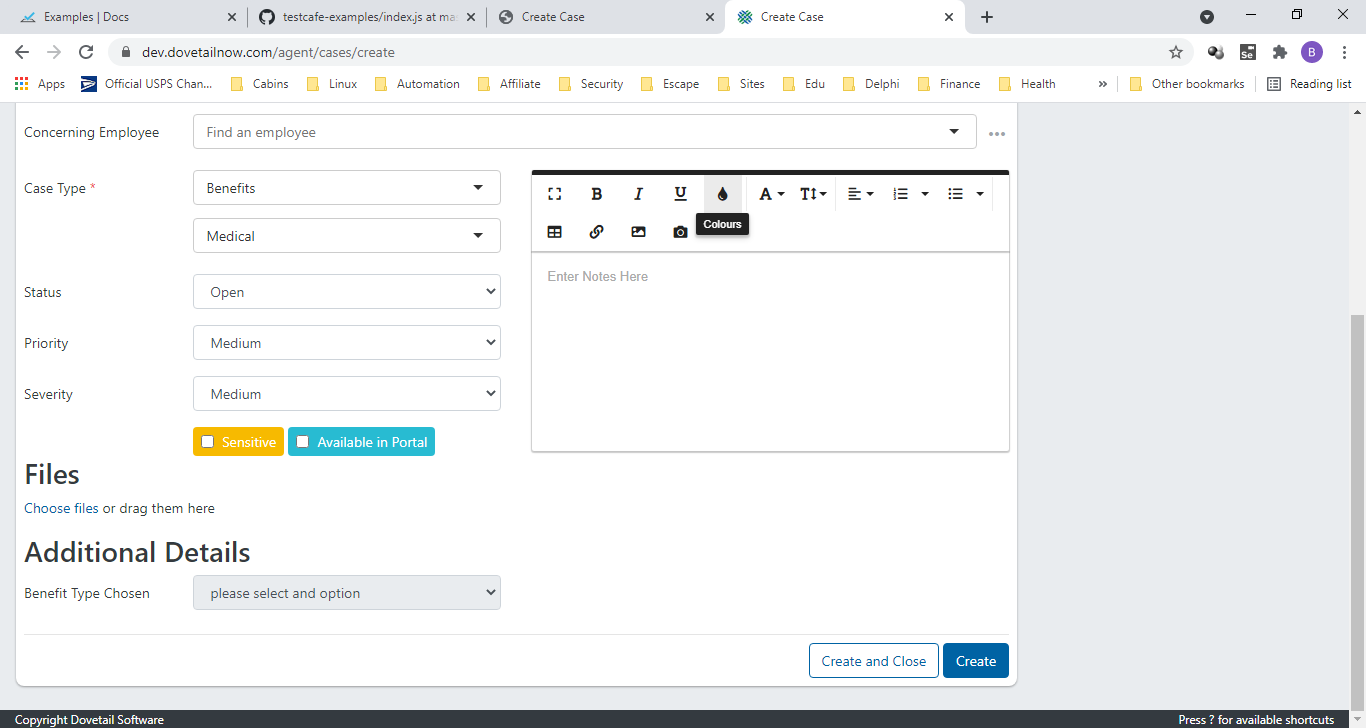 Examples | Docs
testcafe-examples/index.js at ma
Create Case
Create Case
dev.dovetailnow.com/agent/cases/create
Se
B
Apps
Official USPS Chan...
Cabins
Linux
Automation
Affiliate
Security
Escape
Sites
Edu
Delphi
Finance
Health
»
Other bookmarks
Reading list
Concerning Employee
Find an employee
Case Type *
Benefits
Medical
B I U A T
Colours
Enter Notes Here
Status
Open
Priority
Medium
Severity
Medium
Sensitive
Available in Portal
Files
Choose files or drag them here
Additional Details
Benefit Type Chosen
please select and option
Create and Close
Create
Copyright Dovetail Software
Press ? for available shortcuts